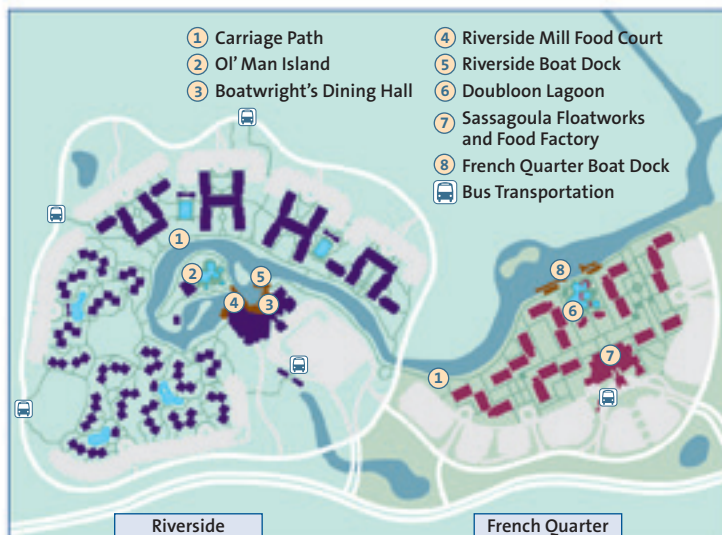 1 Carriage Path
2 Ol' Man Island
3 Boatwright's Dining Hall
4 Riverside Mill Food Court
5 Riverside Boat Dock
6 Doubloon Lagoon
7 Sassagoula Floatworks
and Food Factory
8 French Quarter Boat Dock
Bus Transportation
1
2
5
4
3
8
6
7
1
Riverside
French Quarter